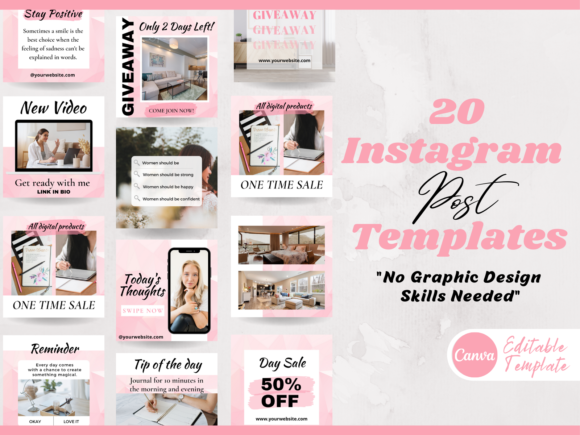 Stay Positive
Sometimes a smile is the
best choice when the
feeling of sadness can't be
explained in words.
@yourwebsite.com
New Video
Get ready with me
LINK IN BIO
All digital products
ONE TIME SALE
Reminder
Every day comes
with a chance to create
something magical.
OKAY
LOVE IT
GIVEAWAY
Only 2 Days Left!
COME JOIN NOW!
Women should be
Women should be strong
Women should be happy
Women should be confident
Today's
Thoughts
SWIPE NOW
@yourwebsite.com
Tip of the day
Journal for 10 minutes in
the morning and evening
GIVEAWAY
GIVEAWAY
GIVEAWAY
www.yourwebsite.com
All digital products
ONE TIME SALE
Day Sale
50%
OFF
www.yourwebsite.com
20
Instagram
Post
Templates
"No Graphic Design
Skills Needed"
Canva
Editable
Template